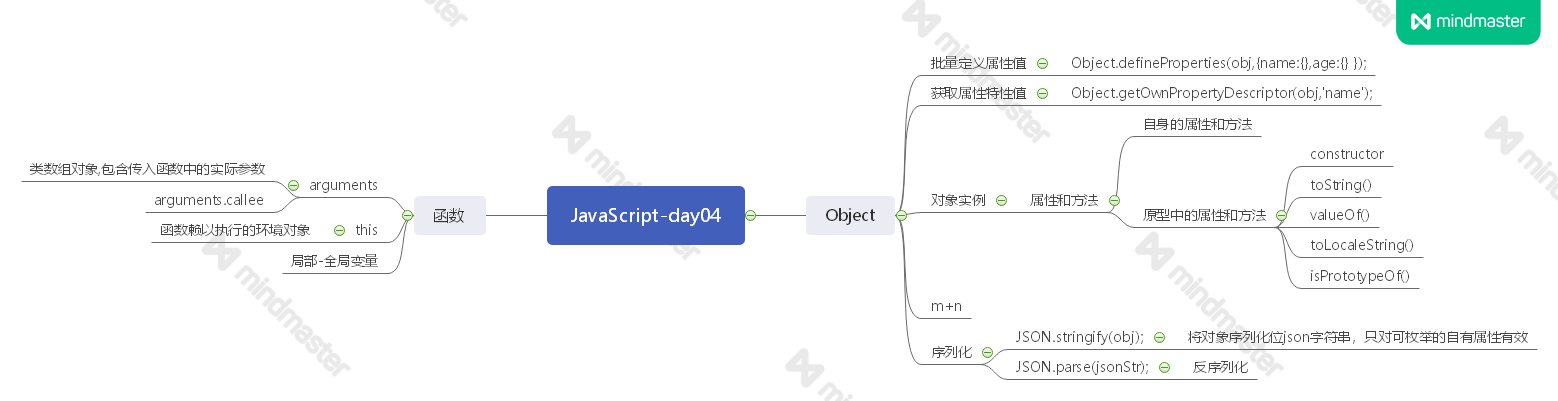 mindmaster
JavaScript-day04
函数
arguments
类数组对象,包含传入函数中的实际参数
arguments.callee
this
函数赖以执行的环境对象
局部-全局变量
Object
批量定义属性值
Object.defineProperties(obj,{name:{},age:{} });
获取属性特性值
Object.getOwnPropertyDescriptor(obj,'name');
对象实例
属性和方法
自身的属性和方法
原型中的属性和方法
constructor
toString()
valueOf()
toLocaleString()
isPrototypeOf()
m+n
序列化
JSON.stringify(obj);
将对象序列化位json字符串，只对可枚举的自有属性有效
JSON.parse(jsonStr);
反序列化
mindmaster
mindmaster
mindmaster
mindmaster
mindmaster
mindmaster